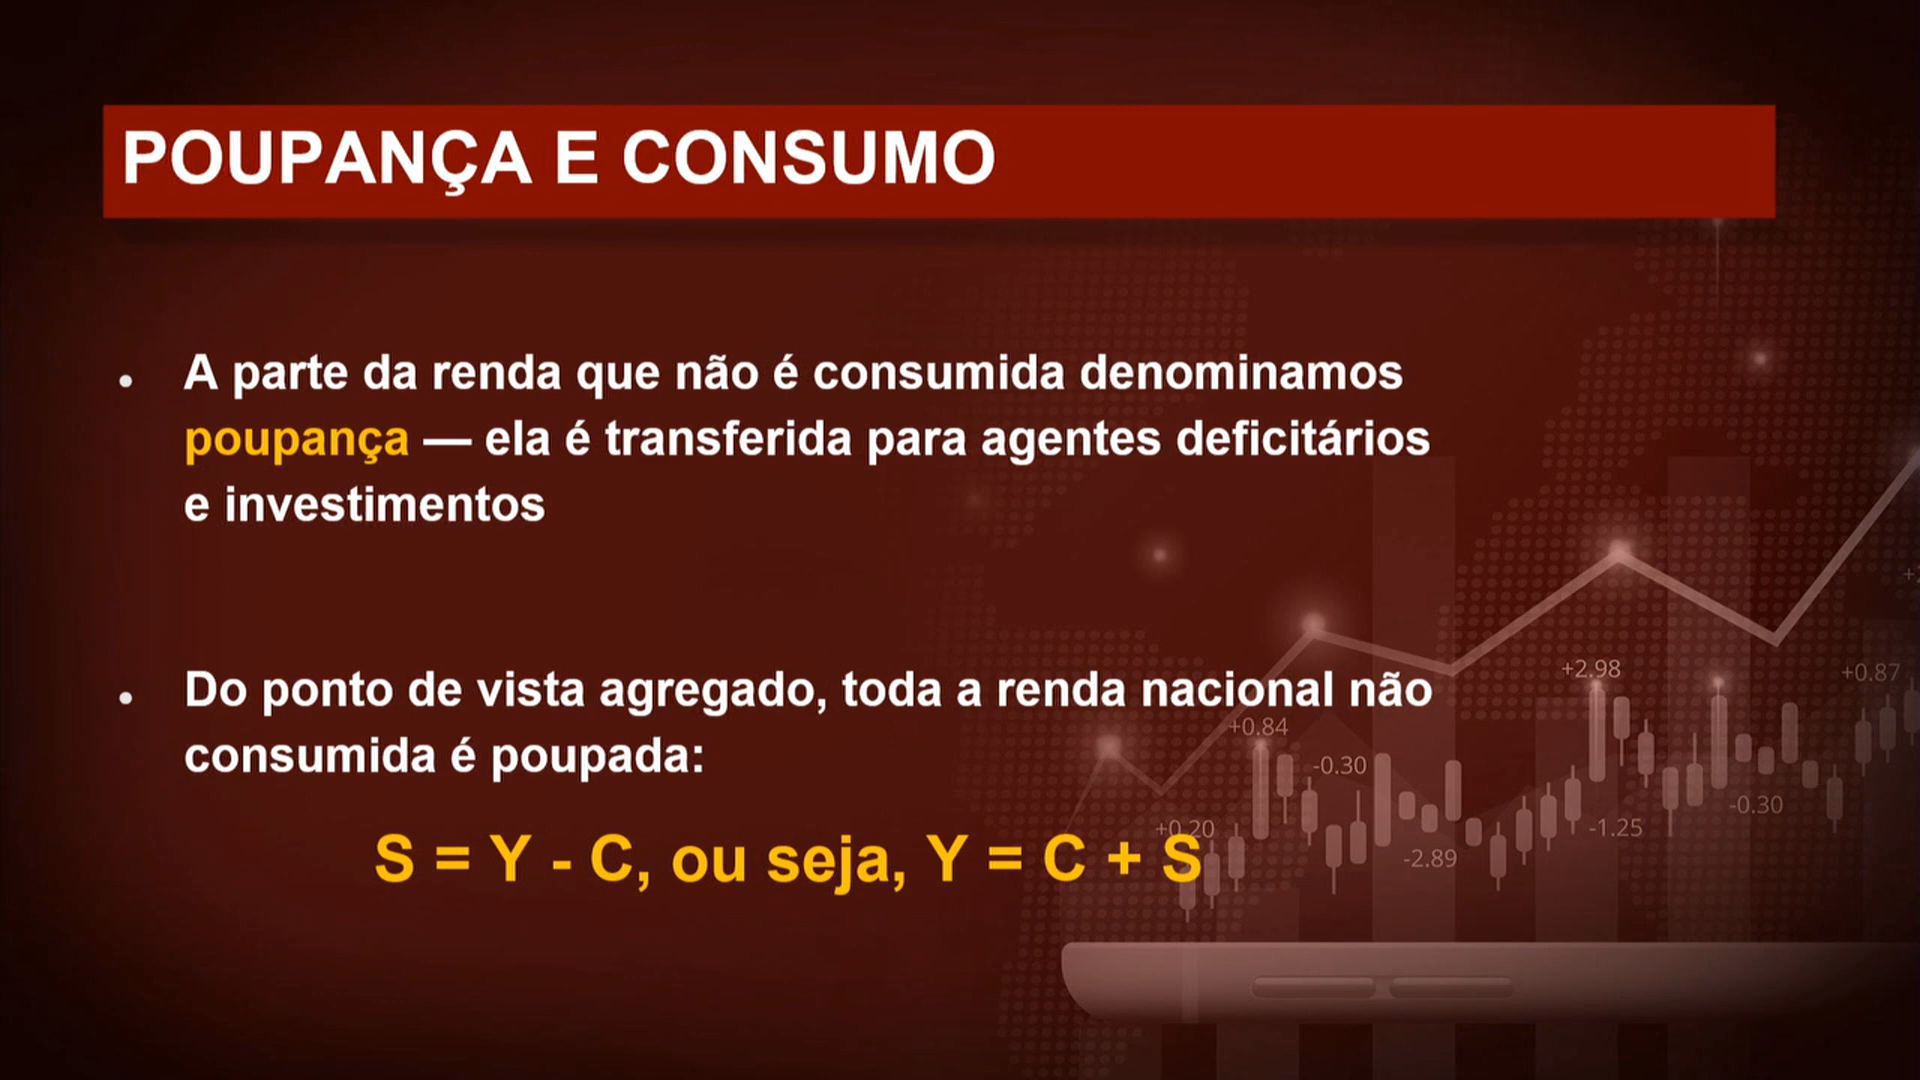 POUPANÇA E CONSUMO
• A parte da renda que não é consumida denominamos
poupança — ela é transferida para agentes deficitários
e investimentos
• Do ponto de vista agregado, toda a renda nacional não
consumida é poupada:
S = Y - C, ou seja, Y = C + S
+2.98
+0.87
+0.84
-0.30
-0.30
+0.20
-1.25
-2.89